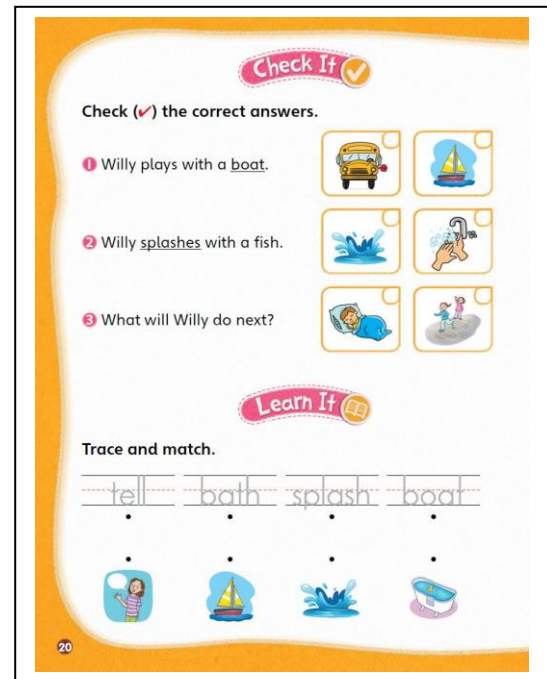 Check It
Check (✔) the correct answers.
1 Willy plays with a boat.
2 Willy splashes with a fish.
3 What will Willy do next?
Learn It
Trace and match.
tell bath splash boat
20